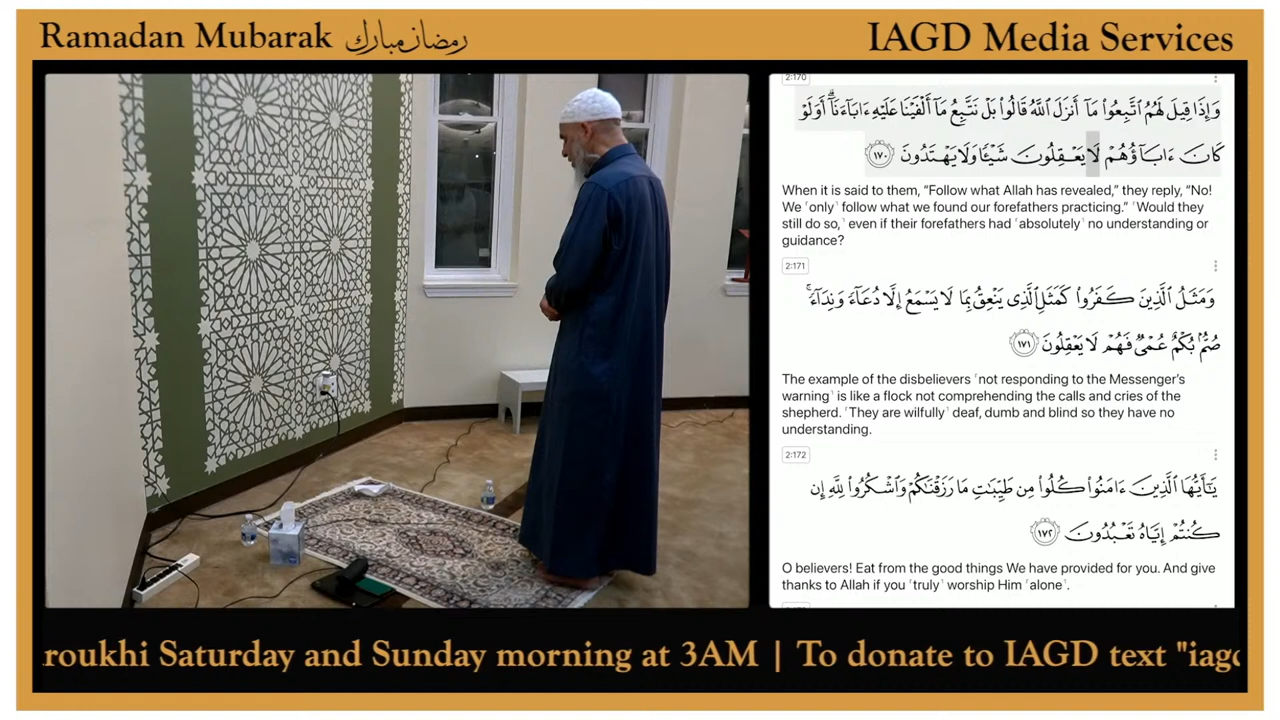 Ramadan Mubarak رمضان مبارك
IAGD Media Services
2:170
وَإِذَا قِيلَ لَهُمُ ٱتَّبِعُوا۟ مَآ أَنزَلَ ٱللَّهُ قَالُوا۟ بَلْ نَتَّبِعُ مَآ أَلْفَيْنَا عَلَيْهِ ءَابَآءَنَآ ۗ أَوَلَوْ
كَانَ ءَابَآؤُهُمْ لَا يَعْقِلُونَ شَيْـًٔا وَلَا يَهْتَدُونَ ١٧٠
When it is said to them, “Follow what Allah has revealed,” they reply, “No!
We ˹only˺ follow what we found our forefathers practicing.” ˹Would they
still do so,˺ even if their forefathers had ˹absolutely˺ no understanding or
guidance?
2:171
وَمَثَلُ ٱلَّذِينَ كَفَرُوا۟ كَمَثَلِ ٱلَّذِى يَنْعِقُ بِمَا لَا يَسْمَعُ إِلَّا دُعَآءً وَنِدَآءً ۚ
صُمٌّۢ بُكْمٌ عُمْىٌ فَهُمْ لَا يَعْقِلُونَ ١٧١
The example of the disbelievers ˹not responding to the Messenger’s
warning˺ is like a flock not comprehending the calls and cries of the
shepherd. ˹They are wilfully˺ deaf, dumb and blind so they have no
understanding.
2:172
يَـٰٓأَيُّهَا ٱلَّذِينَ ءَامَنُوا۟ كُلُوا۟ مِن طَيِّبَـٰتِ مَا رَزَقْنَـٰكُمْ وَٱشْكُرُوا۟ لِلَّهِ إِن
كُنتُمْ إِيَّاهُ تَعْبُدُونَ ١٧٢
O believers! Eat from the good things We have provided for you. And give
thanks to Allah if you ˹truly˺ worship Him ˹alone˺.
roukhi Saturday and Sunday morning at 3AM | To donate to IAGD text "iagd